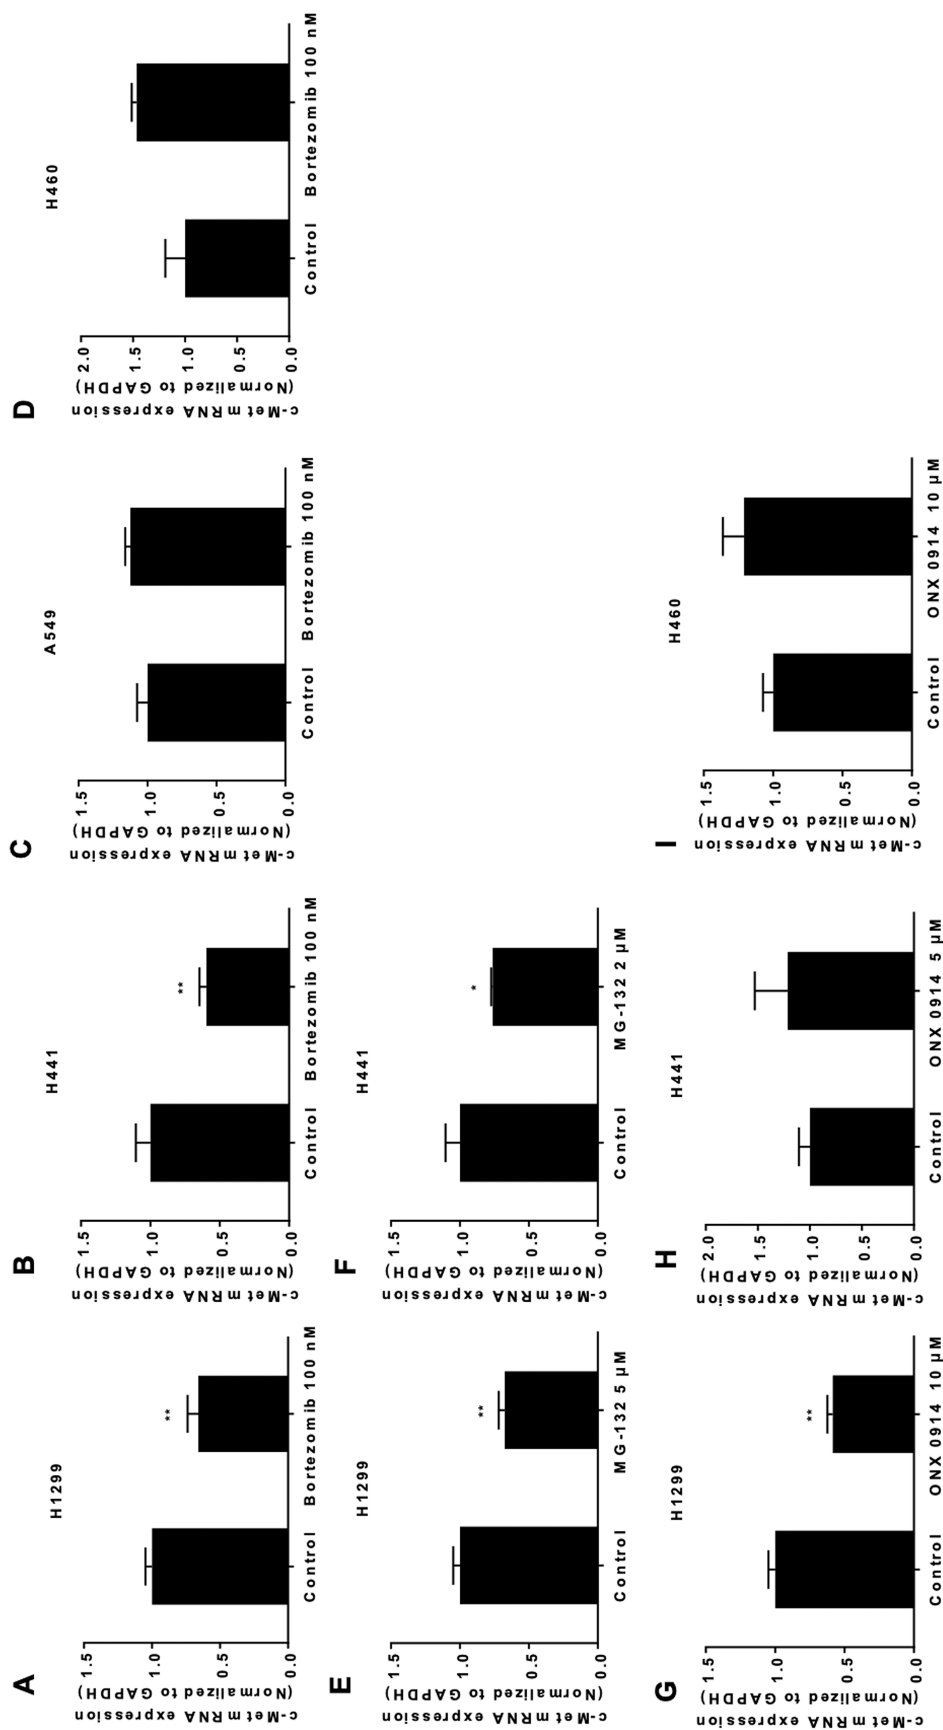 A
H1299
c-Met mRNA expression
(Normalized to GAPDH)
1.5
1.0
0.5
0.0
Control
Bortezomib 100 nM
**
B
H441
c-Met mRNA expression
(Normalized to GAPDH)
1.5
1.0
0.5
0.0
Control
Bortezomib 100 nM
**
C
A549
c-Met mRNA expression
(Normalized to GAPDH)
1.5
1.0
0.5
0.0
Control
Bortezomib 100 nM
D
H460
c-Met mRNA expression
(Normalized to GAPDH)
2.0
1.5
1.0
0.5
0.0
Control
Bortezomib 100 nM
E
H1299
c-Met mRNA expression
(Normalized to GAPDH)
1.5
1.0
0.5
0.0
Control
MG-132 5 µM
**
F
H441
c-Met mRNA expression
(Normalized to GAPDH)
1.5
1.0
0.5
0.0
Control
MG-132 2 µM
*
G
H1299
c-Met mRNA expression
(Normalized to GAPDH)
1.5
1.0
0.5
0.0
Control
ONX 0914 10 µM
**
H
H441
c-Met mRNA expression
(Normalized to GAPDH)
2.0
1.5
1.0
0.5
0.0
Control
ONX 0914 5 µM
I
H460
c-Met mRNA expression
(Normalized to GAPDH)
1.5
1.0
0.5
0.0
Control
ONX 0914 10 µM